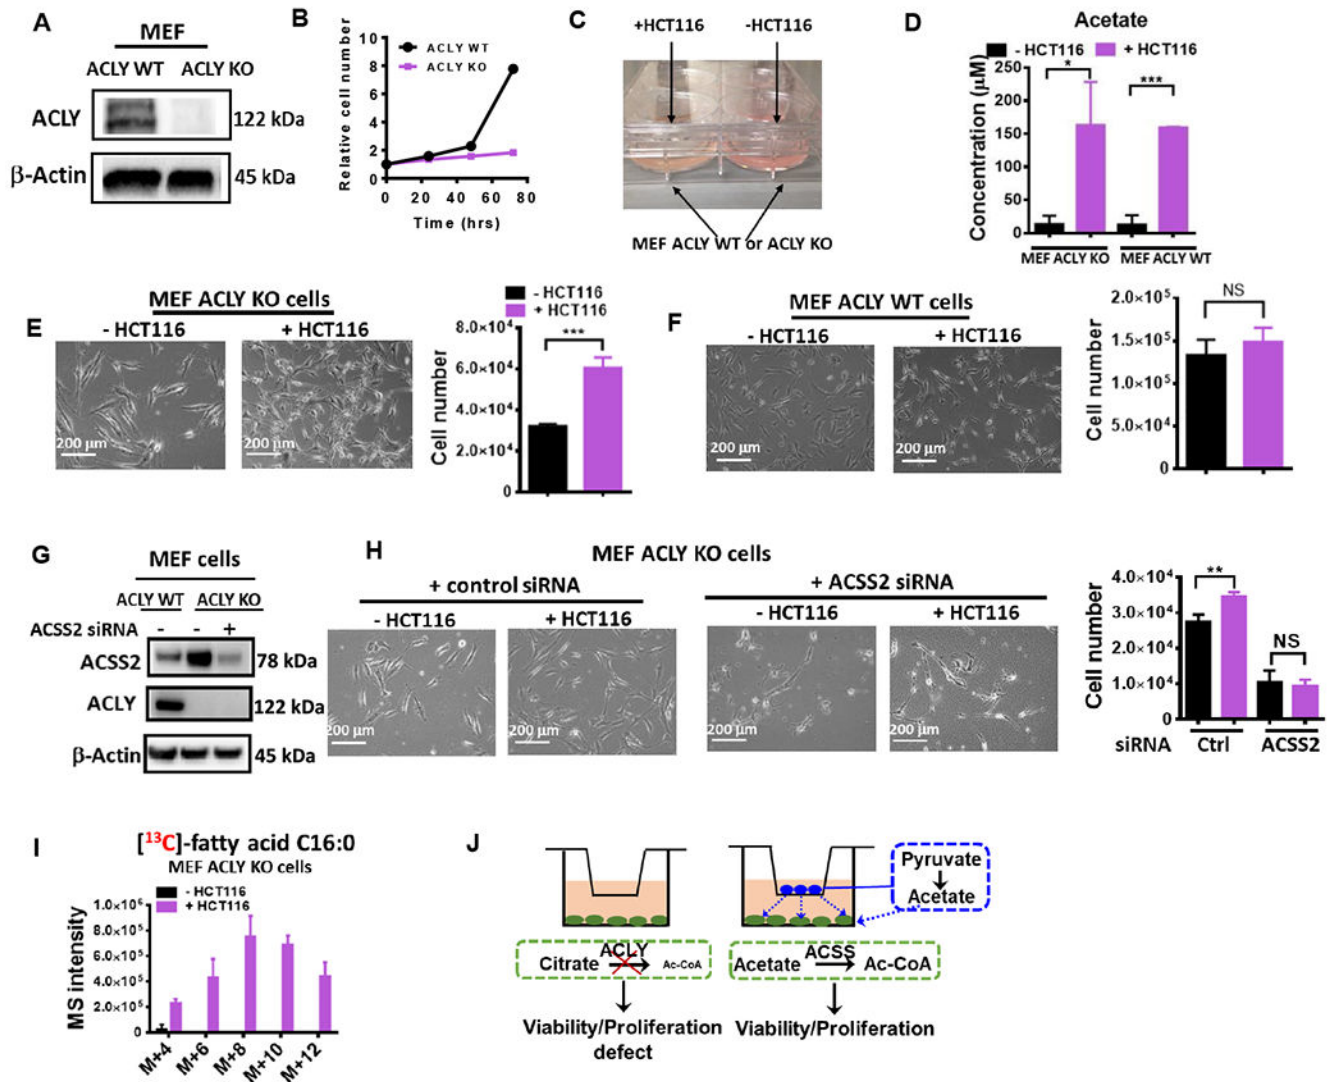 A
MEF
ACLY WT ACLY KO
ACLY
122 kDa
β-Actin
45 kDa
B
Relative cell number
10
8
6
4
2
0
ACLY WT
ACLY KO
0 20 40 60 80
Time (hrs)
C
+HCT116 -HCT116
MEF ACLY WT or ACLY KO
D
Acetate
- HCT116 + HCT116
Concentration (µM)
250
200
150
100
50
0
*
***
MEF ACLY KO MEF ACLY WT
E
MEF ACLY KO cells
- HCT116 + HCT116
200 µm
200 µm
- HCT116
+ HCT116
Cell number
8.0×10⁴
6.0×10⁴
4.0×10⁴
2.0×10⁴
0
***
F
MEF ACLY WT cells
- HCT116 + HCT116
200 µm
200 µm
Cell number
2.0×10⁵
1.5×10⁵
1.0×10⁵
5.0×10⁴
0
NS
G
MEF cells
ACLY WT ACLY KO
ACSS2 siRNA - - +
ACSS2
78 kDa
ACLY
122 kDa
β-Actin
45 kDa
H
MEF ACLY KO cells
+ control siRNA
- HCT116 + HCT116
200 µm
200 µm
+ ACSS2 siRNA
- HCT116 + HCT116
200 µm
200 µm
Cell number
4.0×10⁴
3.0×10⁴
2.0×10⁴
1.0×10⁴
0
**
NS
siRNA Ctrl ACSS2
I
[¹³C]-fatty acid C16:0
MEF ACLY KO cells
- HCT116
+ HCT116
MS intensity
1.0×10⁶
8.0×10⁵
6.0×10⁵
4.0×10⁵
2.0×10⁵
0
M+4 M+6 M+8 M+10 M+12
J
Pyruvate
Acetate
ACLY
Citrate Ac-CoA
Viability/Proliferation
defect
ACSS
Acetate Ac-CoA
Viability/Proliferation